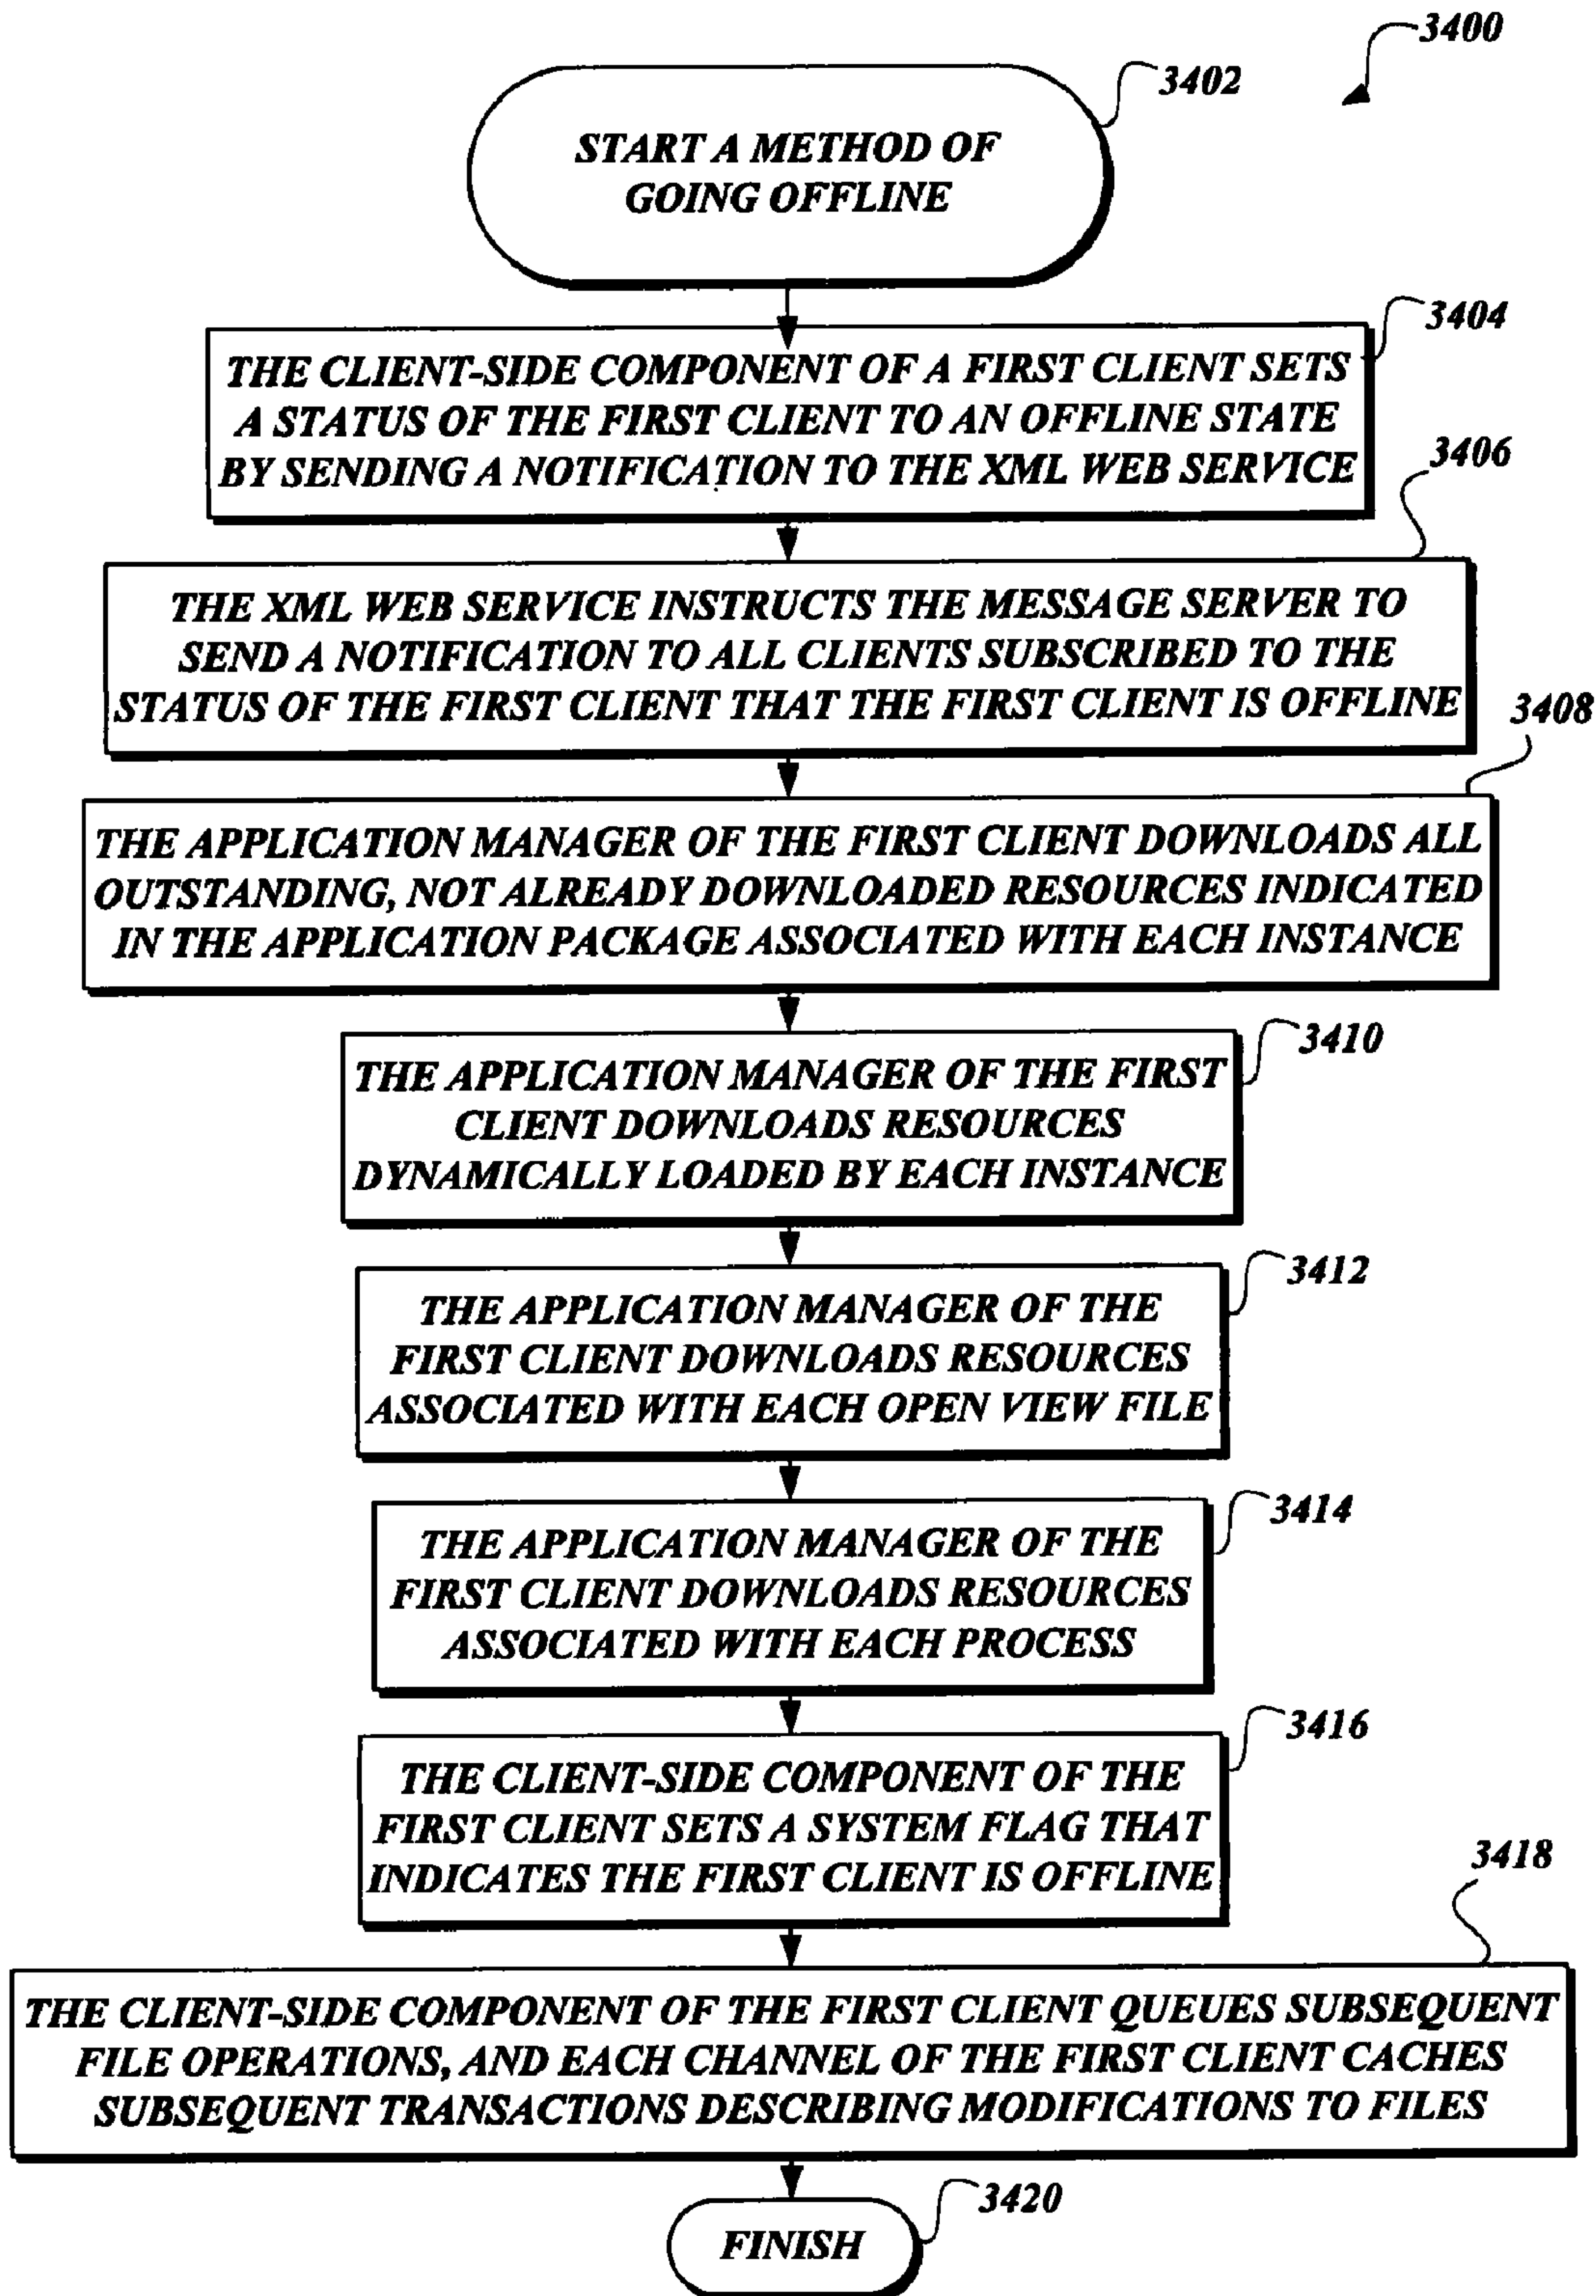 3400
3402
START A METHOD OF
GOING OFFLINE
3404
THE CLIENT-SIDE COMPONENT OF A FIRST CLIENT SETS
A STATUS OF THE FIRST CLIENT TO AN OFFLINE STATE
BY SENDING A NOTIFICATION TO THE XML WEB SERVICE
3406
THE XML WEB SERVICE INSTRUCTS THE MESSAGE SERVER TO
SEND A NOTIFICATION TO ALL CLIENTS SUBSCRIBED TO THE
STATUS OF THE FIRST CLIENT THAT THE FIRST CLIENT IS OFFLINE
3408
THE APPLICATION MANAGER OF THE FIRST CLIENT DOWNLOADS ALL
OUTSTANDING, NOT ALREADY DOWNLOADED RESOURCES INDICATED
IN THE APPLICATION PACKAGE ASSOCIATED WITH EACH INSTANCE
3410
THE APPLICATION MANAGER OF THE FIRST
CLIENT DOWNLOADS RESOURCES
DYNAMICALLY LOADED BY EACH INSTANCE
3412
THE APPLICATION MANAGER OF THE
FIRST CLIENT DOWNLOADS RESOURCES
ASSOCIATED WITH EACH OPEN VIEW FILE
3414
THE APPLICATION MANAGER OF THE
FIRST CLIENT DOWNLOADS RESOURCES
ASSOCIATED WITH EACH PROCESS
3416
THE CLIENT-SIDE COMPONENT OF THE
FIRST CLIENT SETS A SYSTEM FLAG THAT
INDICATES THE FIRST CLIENT IS OFFLINE
3418
THE CLIENT-SIDE COMPONENT OF THE FIRST CLIENT QUEUES SUBSEQUENT
FILE OPERATIONS, AND EACH CHANNEL OF THE FIRST CLIENT CACHES
SUBSEQUENT TRANSACTIONS DESCRIBING MODIFICATIONS TO FILES
3420
FINISH